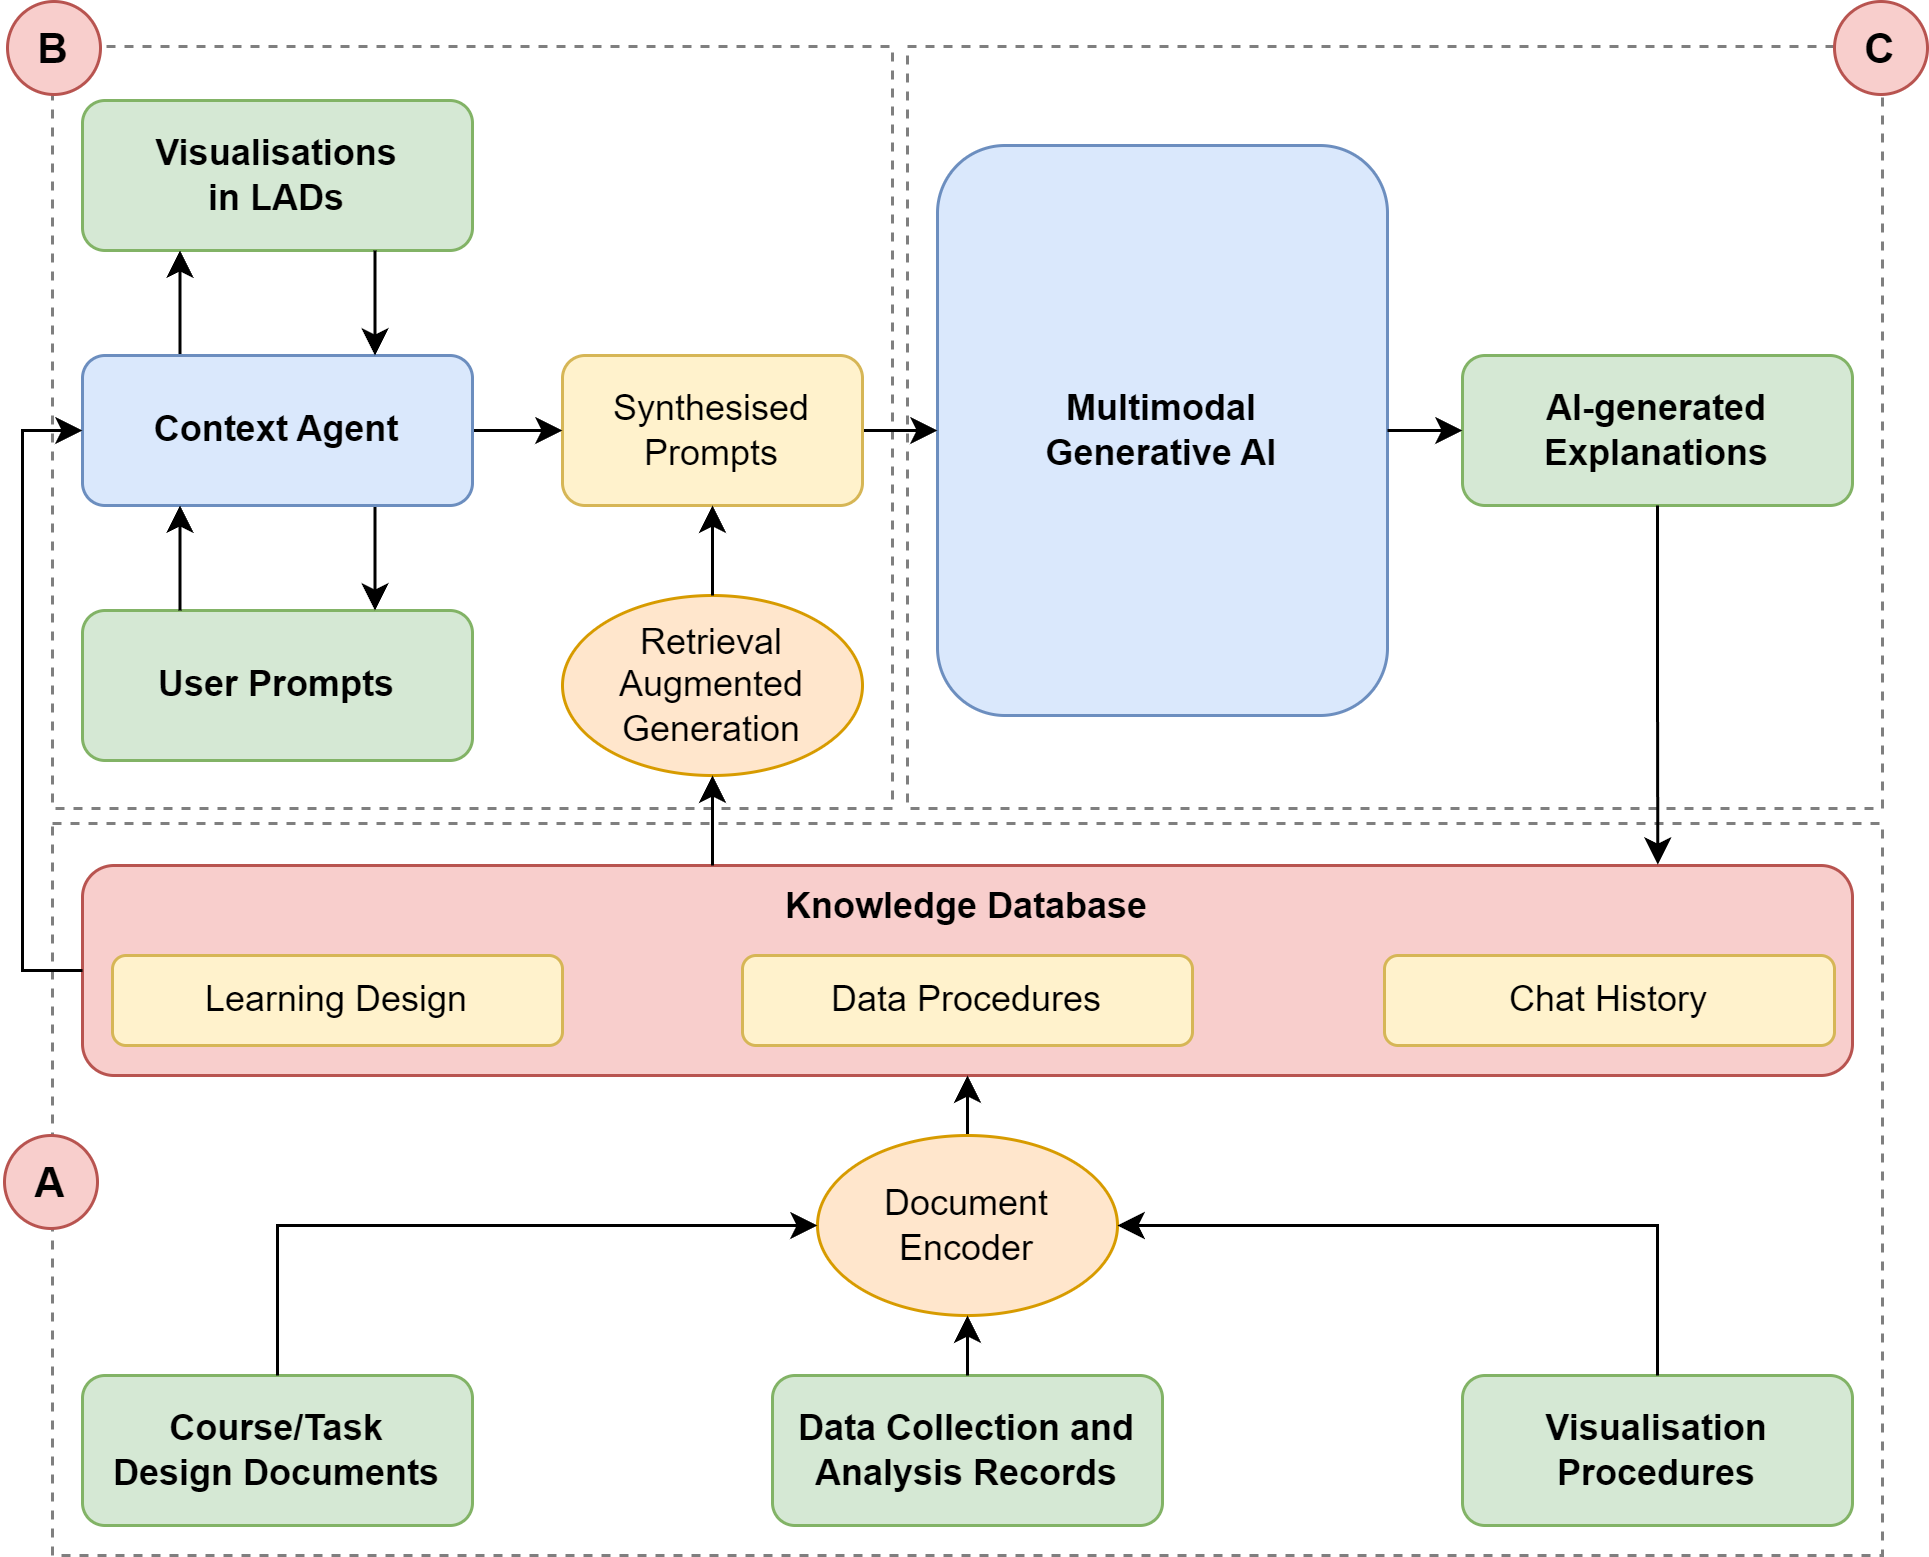 B
C
Visualisations
in LADs
Context Agent
Synthesised
Prompts
Multimodal
Generative AI
AI-generated
Explanations
User Prompts
Retrieval
Augmented
Generation
Knowledge Database
Learning Design
Data Procedures
Chat History
A
Document
Encoder
Course/Task
Design Documents
Data Collection and
Analysis Records
Visualisation
Procedures